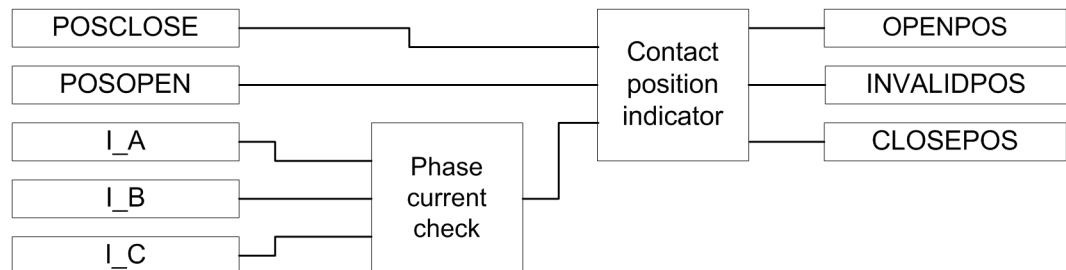 POSCLOSE
POSOPEN
I_A
I_B
I_C
Phase
current
check
Contact
position
indicator
OPENPOS
INVALIDPOS
CLOSEPOS